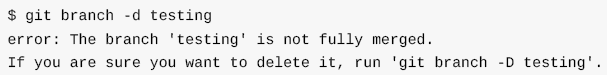 $ git branch -d testing
error: The branch 'testing' is not fully merged.
If you are sure you want to delete it, run 'git branch -D testing'.